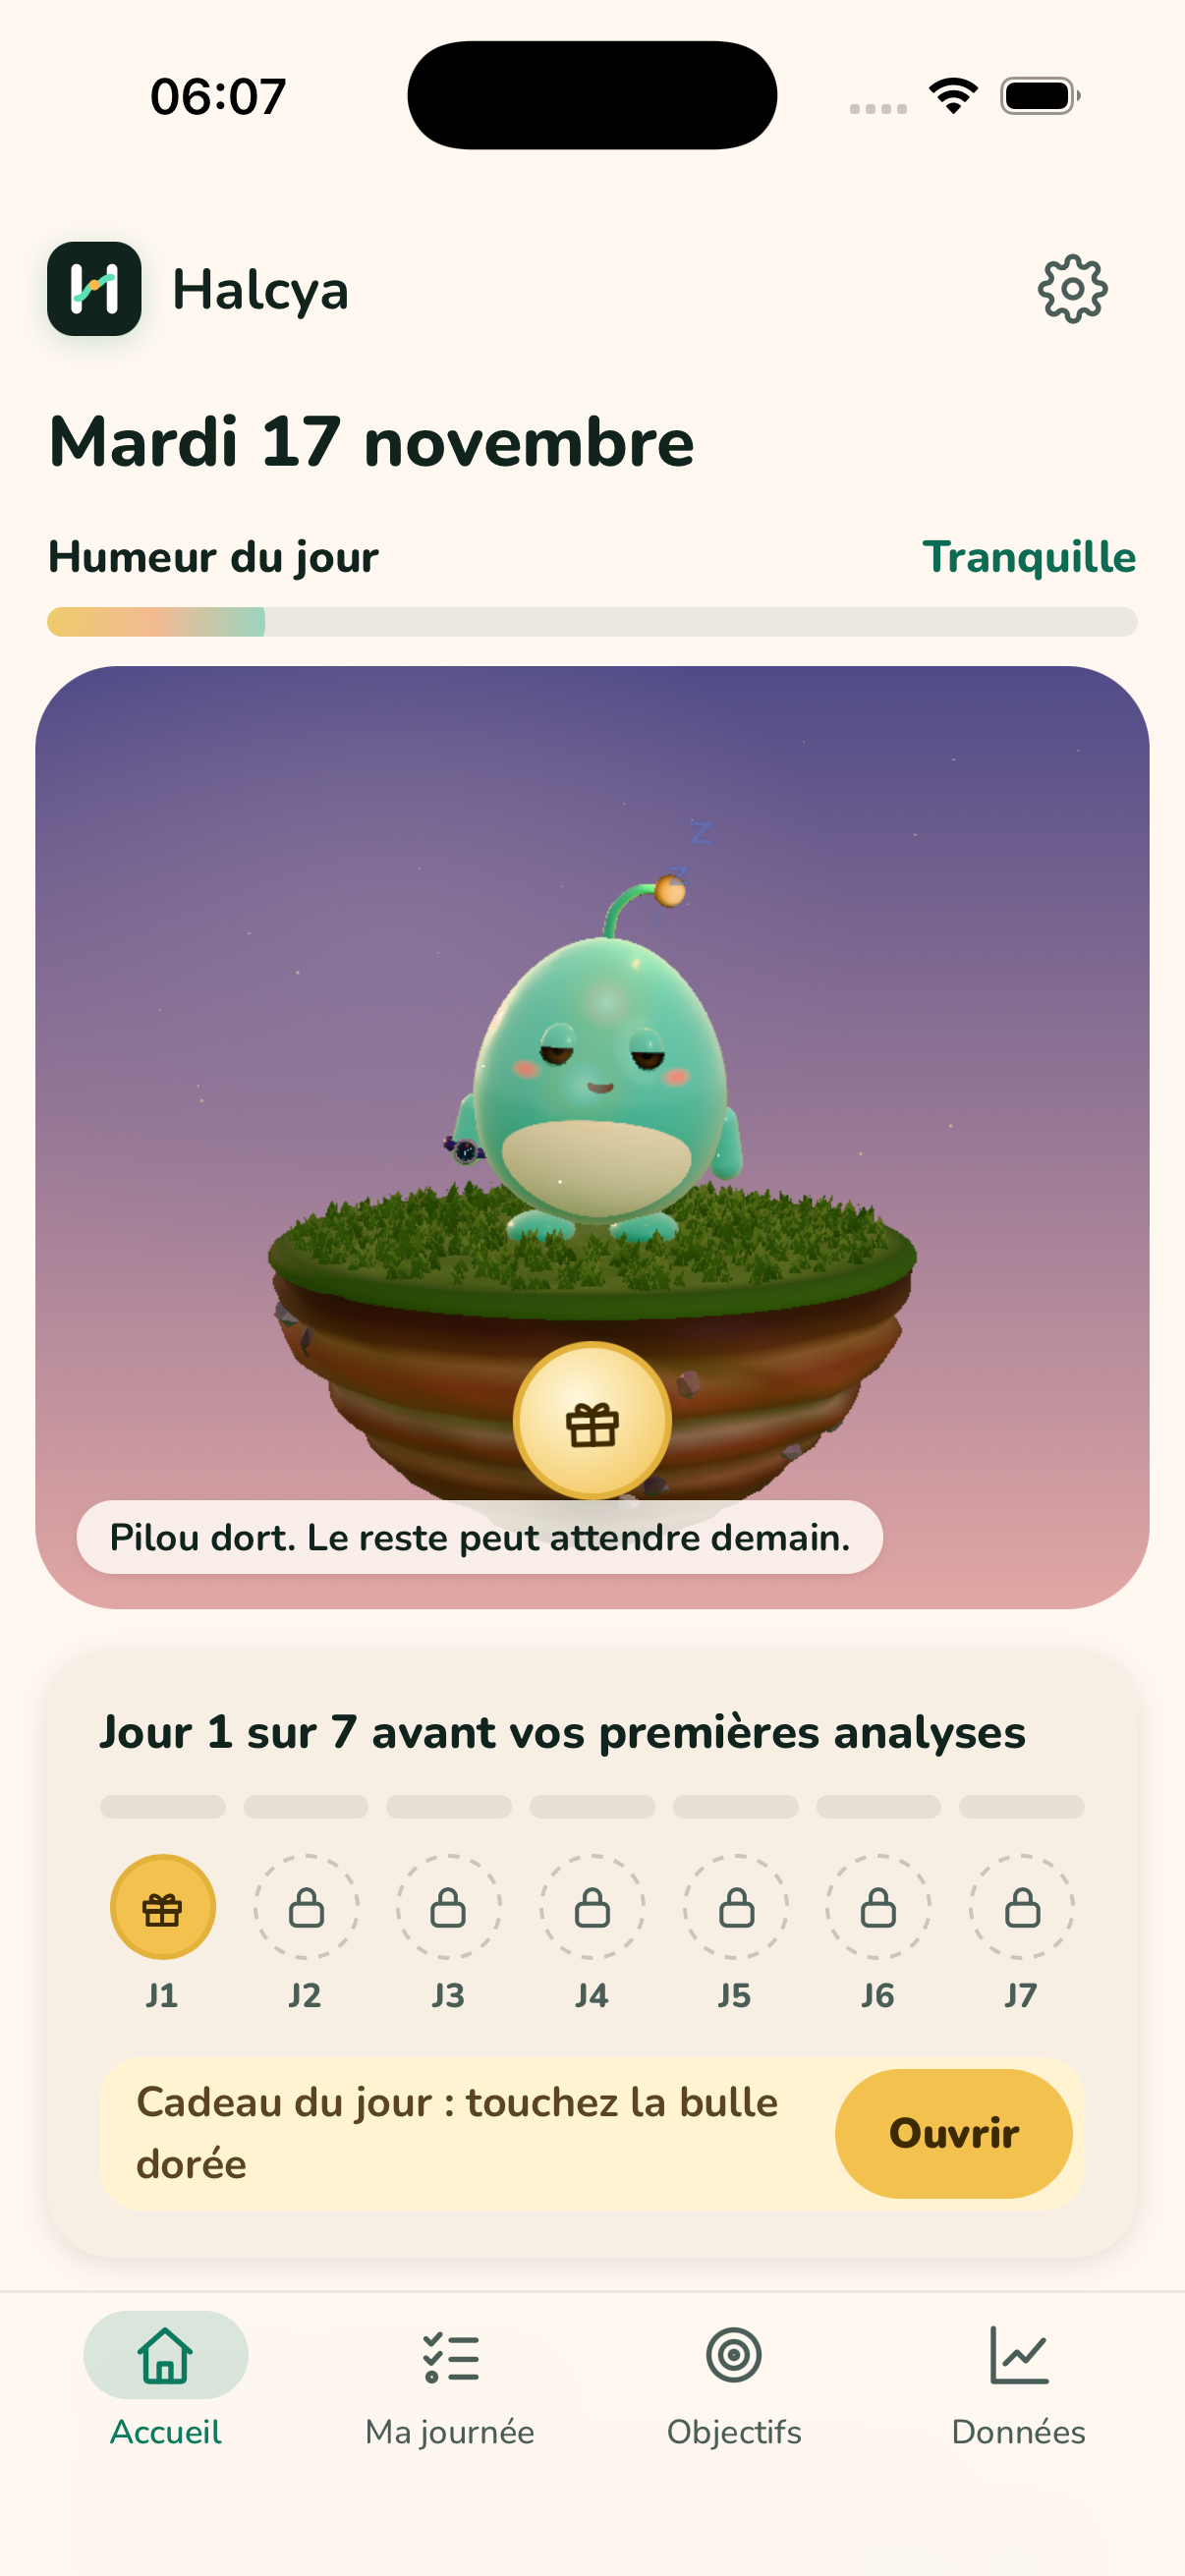 06:07
Halcya
Mardi 17 novembre
Humeur du jour
Tranquille
z
z
Pilou dort. Le reste peut attendre demain.
Jour 1 sur 7 avant vos premières analyses
J1
J2
J3
J4
J5
J6
J7
Cadeau du jour : touchez la bulle
dorée
Ouvrir
Accueil
Ma journée
Objectifs
Données